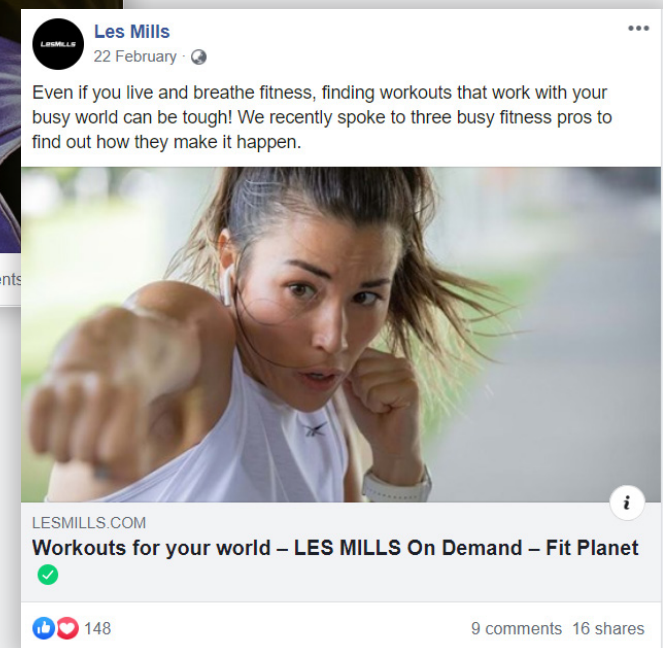 LESMILLS
Les Mills
22 February ·
Even if you live and breathe fitness, finding workouts that work with your
busy world can be tough! We recently spoke to three busy fitness pros to
find out how they make it happen.
ents
i
LESMILLS.COM
Workouts for your world – LES MILLS On Demand – Fit Planet
148
9 comments 16 shares